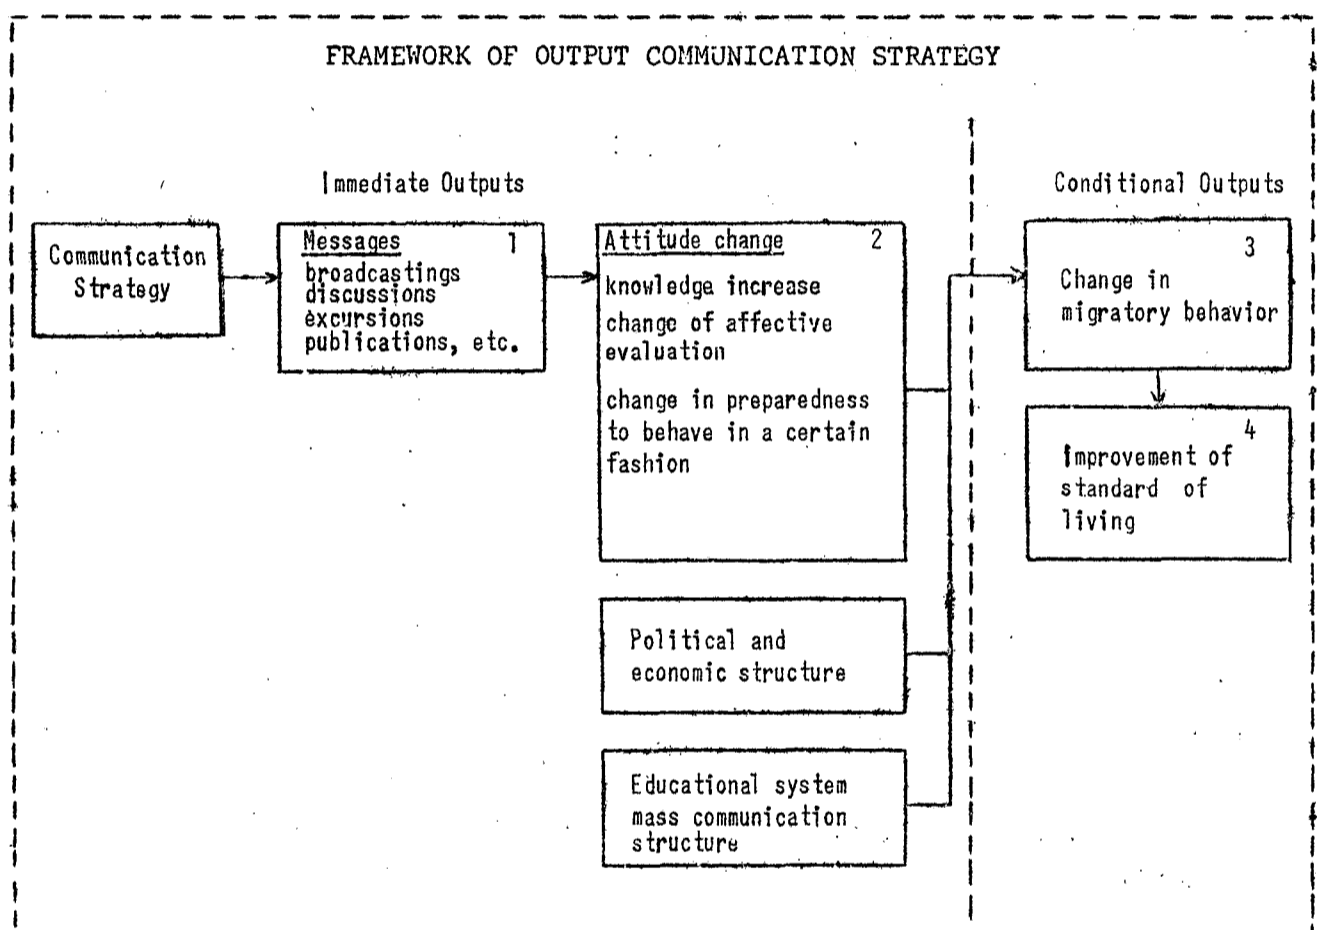 FRAMEWORK OF OUTPUT COMMUNICATION STRATEGY
Immediate Outputs
Conditional Outputs
Communication
Strategy
Messages 1
broadcastings
discussions
excursions
publications, etc.
Attitude change 2
knowledge increase
change of affective
evaluation
change in preparedness
to behave in a certain
fashion
3
Change in
migratory behavior
4
Improvement of
standard of
living
Political and
economic structure
Educational system
mass communication
structure